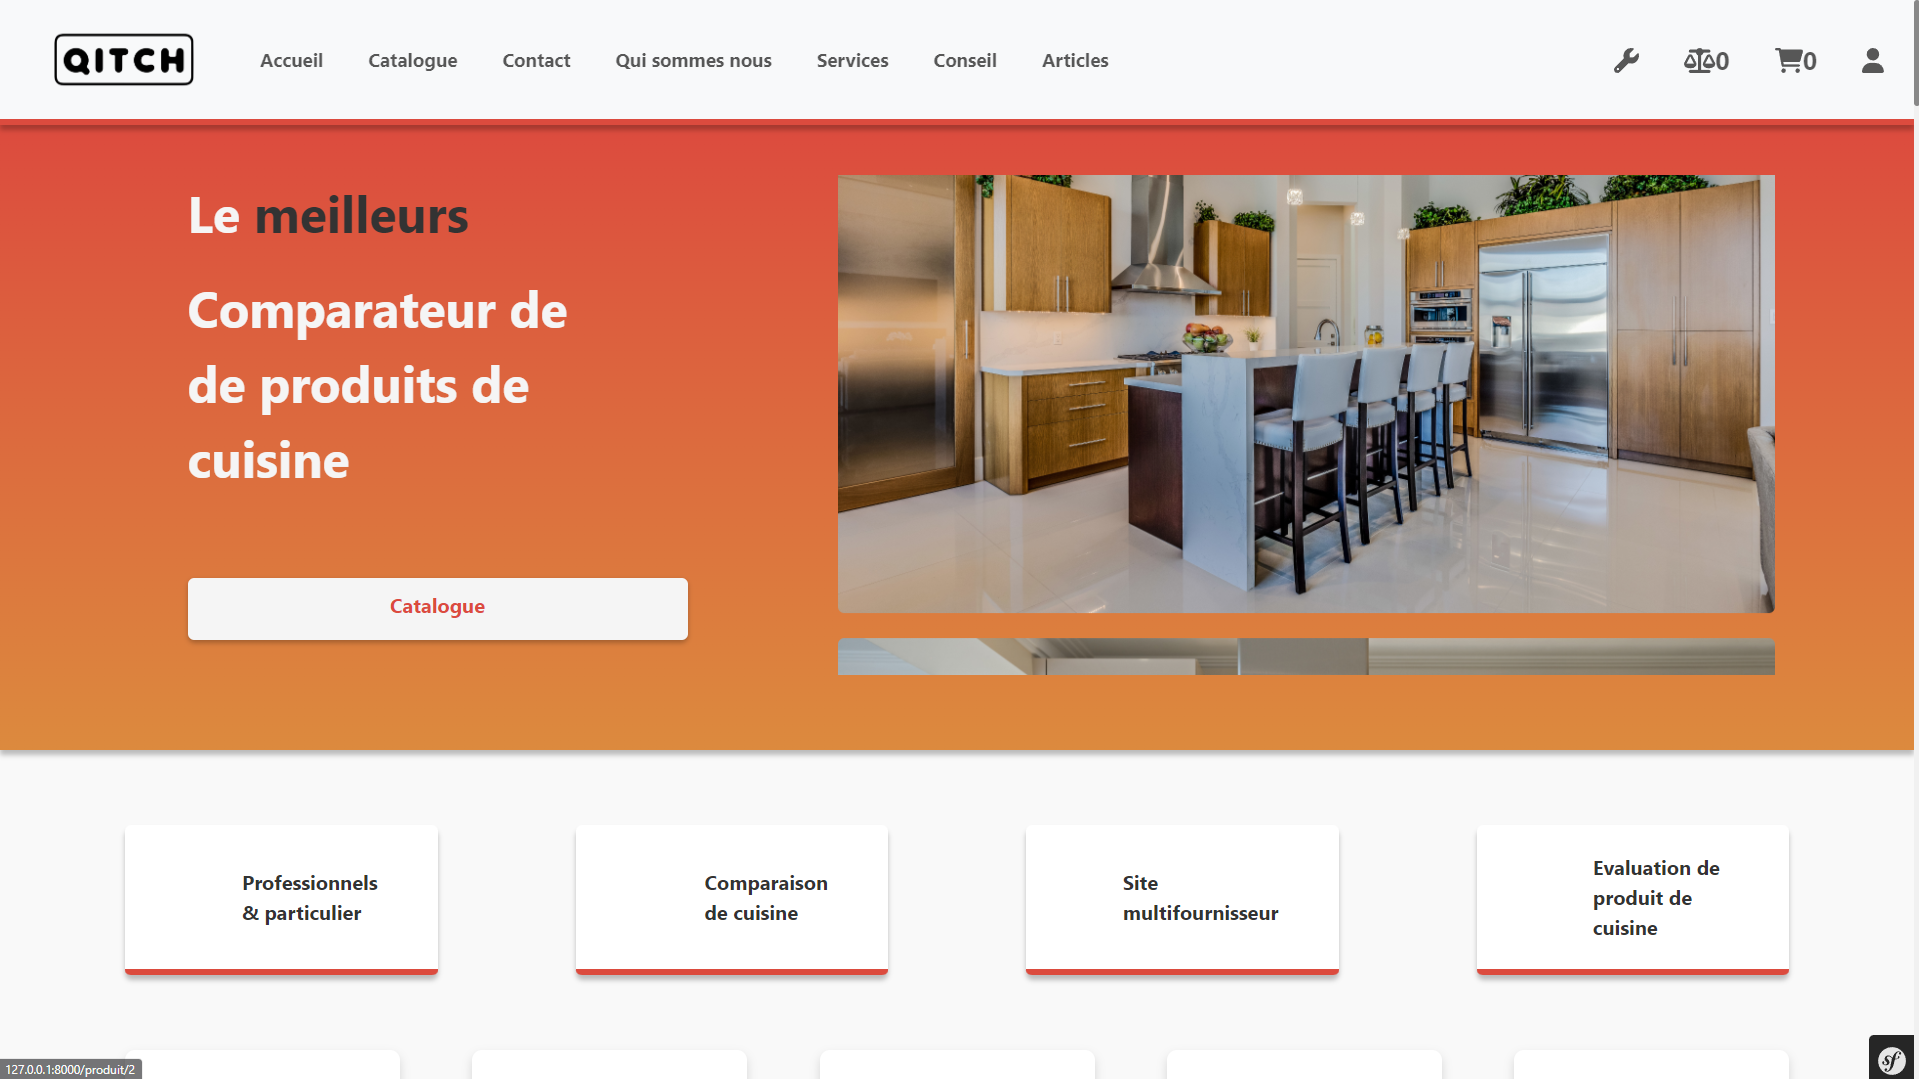 QITCH
Accueil
Catalogue
Contact
Qui sommes nous
Services
Conseil
Articles
0
0
Le meilleurs
Comparateur de
de produits de
cuisine
Catalogue
Professionnels
& particulier
Comparaison
de cuisine
Site
multifournisseur
Evaluation de
produit de
cuisine
127.0.0.1:8000/produit/2
sf